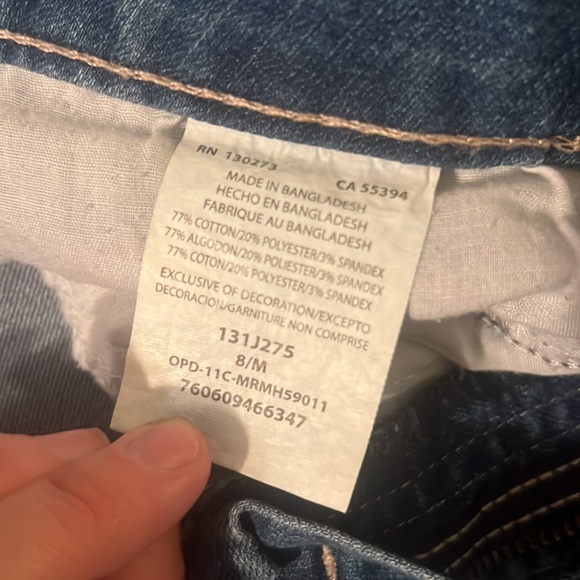 RN 130273 CA 55394
MADE IN BANGLADESH
HECHO EN BANGLADESH
FABRIQUE AU BANGLADESH
77% COTTON/20% POLYESTER/3% SPANDEX
77% ALGODON/20% POLIESTER/3% SPANDEX
77% COTON/20% POLYESTER/3% SPANDEX
EXCLUSIVE OF DECORATION/EXCEPTO
DECORACION/GARNITURE NON COMPRISE
131J275
8/M
OPD-11C-MRMH59011
760609466347